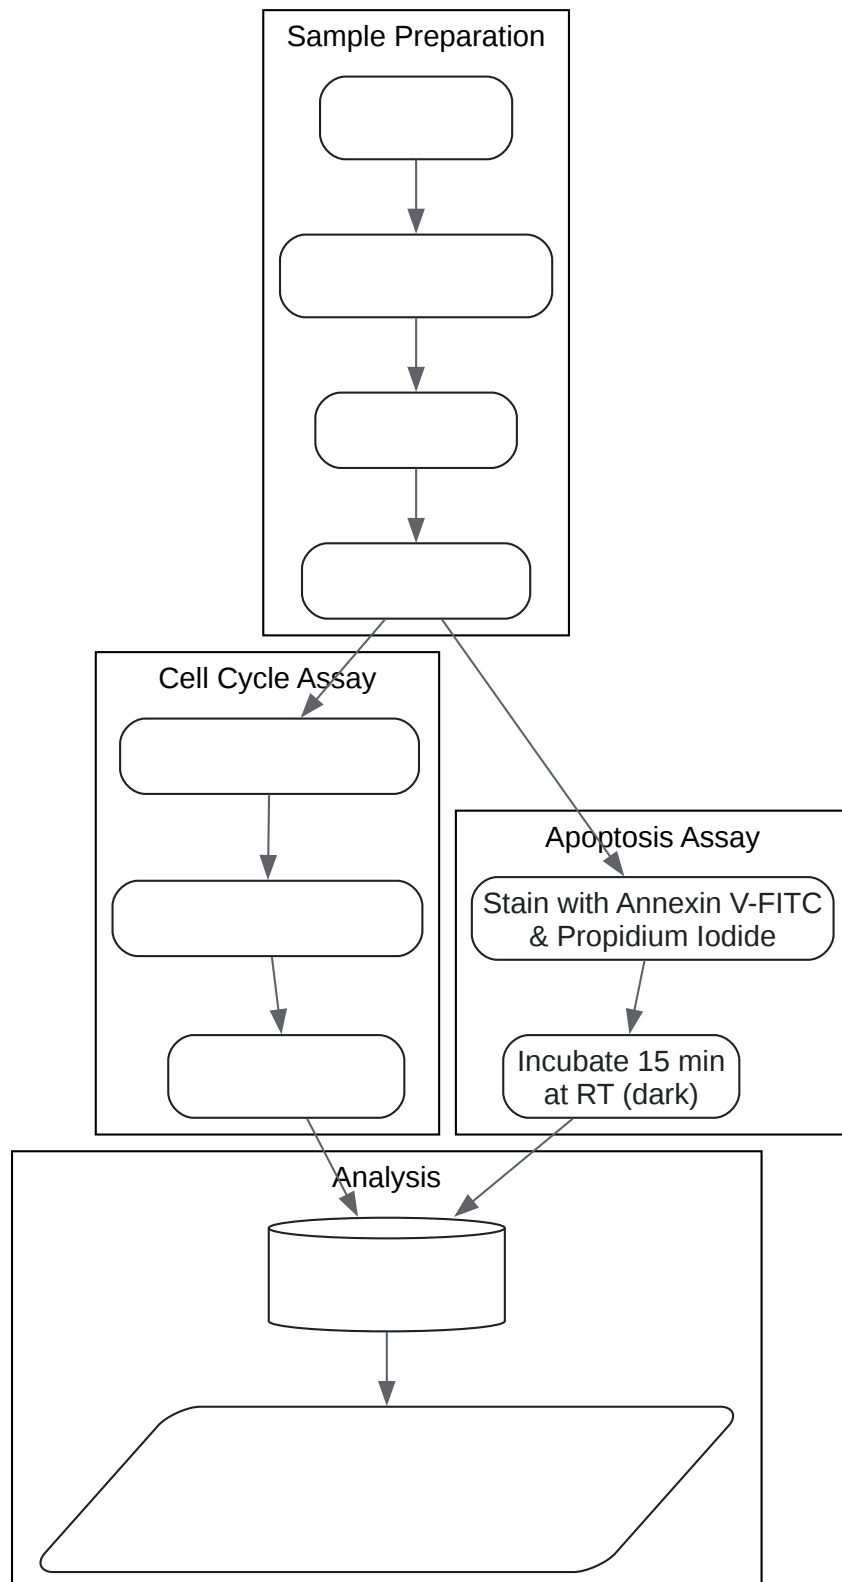 Sample Preparation
Cell Cycle Assay
Apoptosis Assay
Stain with Annexin V-FITC
& Propidium Iodide
Incubate 15 min
at RT (dark)
Analysis